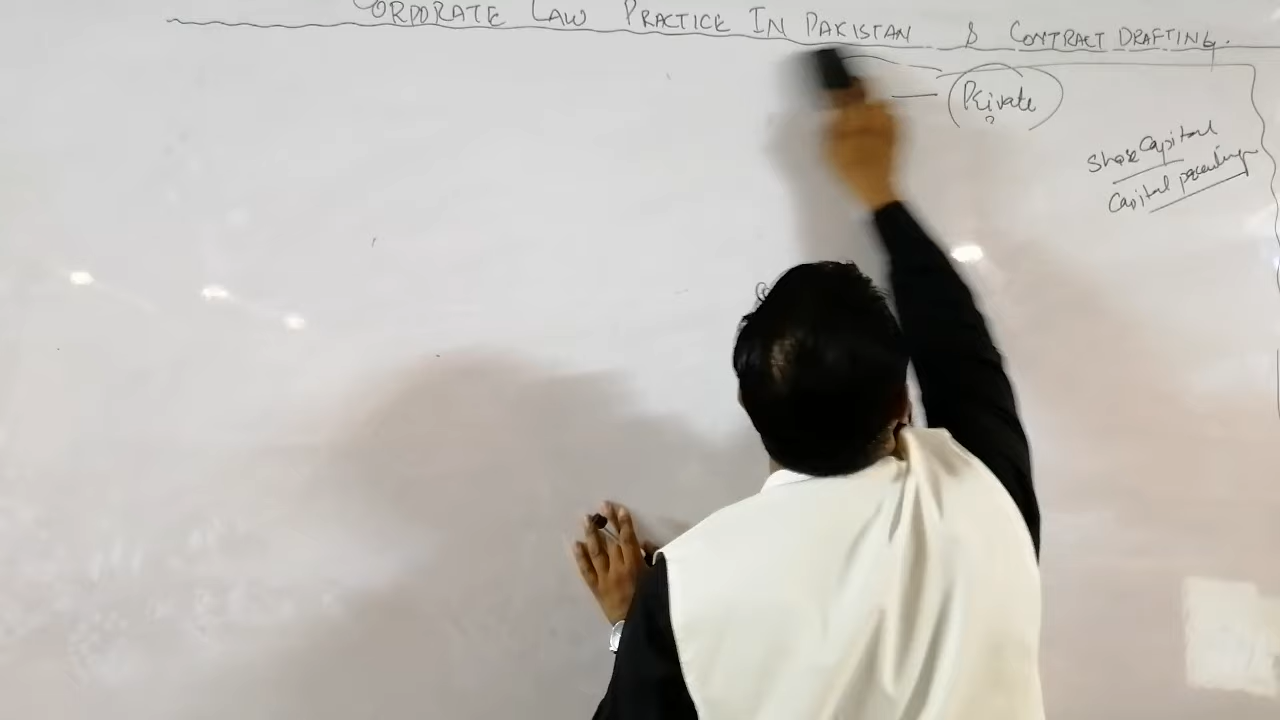 CORPORATE LAW PRACTICE IN PAKISTAN & CONTRACT DRAFTING.
Private
?
Share Capital
Capital